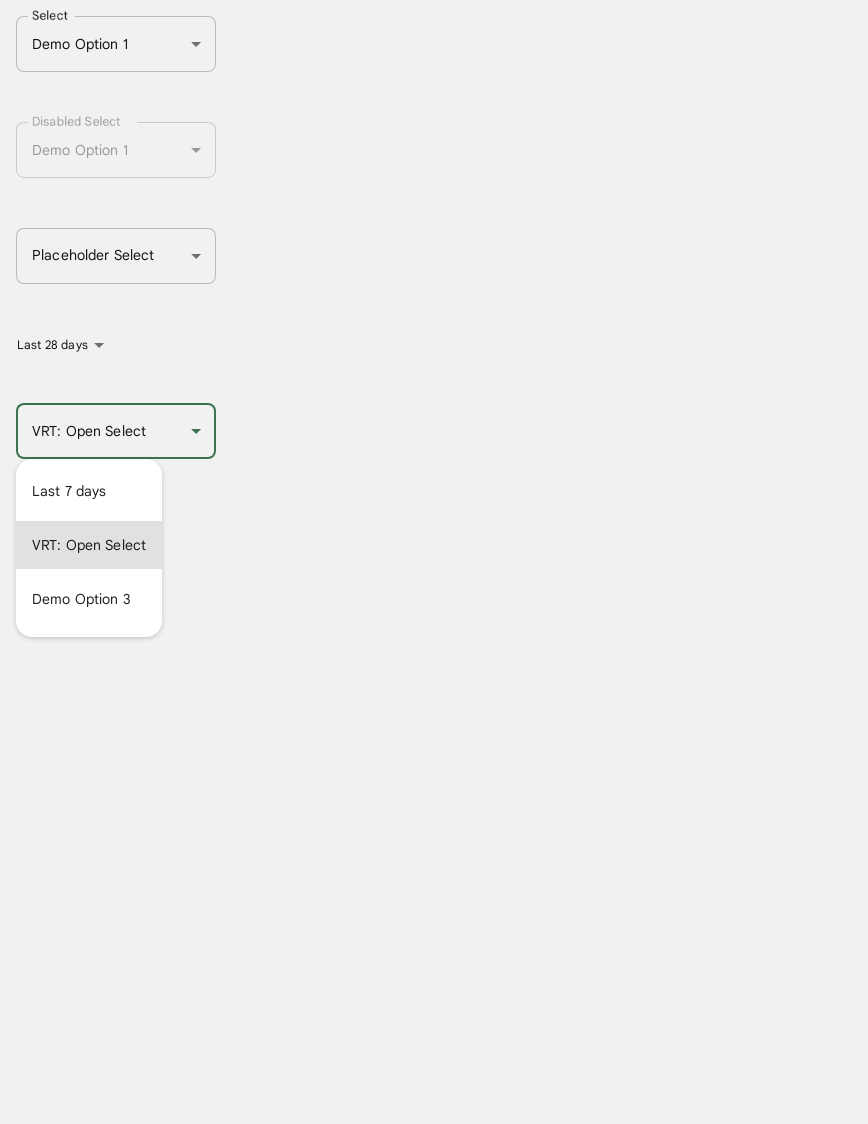 Select
Demo Option 1
Disabled Select
Demo Option 1
Placeholder Select
Last 28 days
VRT: Open Select
Last 7 days
VRT: Open Select
Demo Option 3